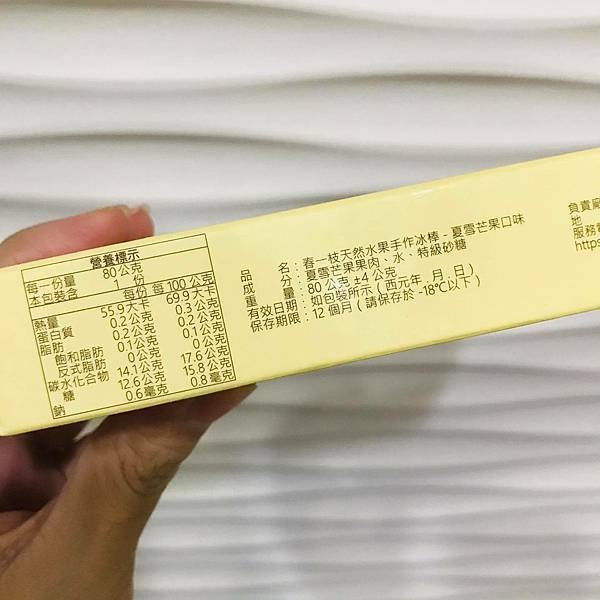 營養標示
每一份量 80公克
本包裝含 1 份
每份 每100公克
熱量 55.9大卡 69.9大卡
蛋白質 0.2公克 0.3公克
脂肪 0.2公克 0.2公克
飽和脂肪 0.1公克 0.1公克
反式脂肪 0公克 0公克
碳水化合物 14.1公克 17.6公克
糖 12.6公克 15.8公克
鈉 0.6毫克 0.8毫克
品名：春一枝天然水果手作冰棒 - 夏雪芒果口味
成分：夏雪芒果果肉、水、特級砂糖
重量：80 公克 ±4 公克
有效日期：如包裝所示（西元年 . 月 . 日）
保存期限：12 個月（請保存於 -18°C以下）
負責廠
地
服務
https